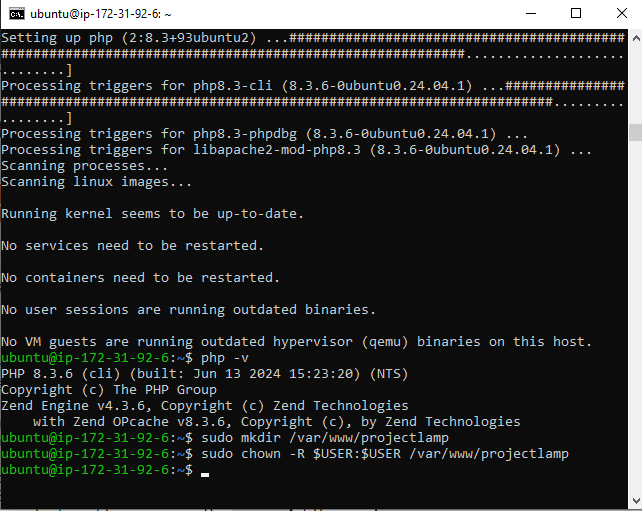 ubuntu@ip-172-31-92-6: ~
Setting up php (2:8.3+93ubuntu2) ...#########################################
#########################################################...................
........]
Processing triggers for php8.3-cli (8.3.6-0ubuntu0.24.04.1) ...##############
####################################################################.........
........]
Processing triggers for php8.3-phpdbg (8.3.6-0ubuntu0.24.04.1) ...
Processing triggers for libapache2-mod-php8.3 (8.3.6-0ubuntu0.24.04.1) ...
Scanning processes...
Scanning linux images...
Running kernel seems to be up-to-date.
No services need to be restarted.
No containers need to be restarted.
No user sessions are running outdated binaries.
No VM guests are running outdated hypervisor (qemu) binaries on this host.
ubuntu@ip-172-31-92-6:~$ php -v
PHP 8.3.6 (cli) (built: Jun 13 2024 15:23:20) (NTS)
Copyright (c) The PHP Group
Zend Engine v4.3.6, Copyright (c) Zend Technologies
    with Zend OPcache v8.3.6, Copyright (c), by Zend Technologies
ubuntu@ip-172-31-92-6:~$ sudo mkdir /var/www/projectlamp
ubuntu@ip-172-31-92-6:~$ sudo chown -R $USER:$USER /var/www/projectlamp
ubuntu@ip-172-31-92-6:~$